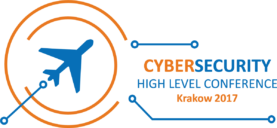 CYBERSECURITY
HIGH LEVEL CONFERENCE
Krakow 2017